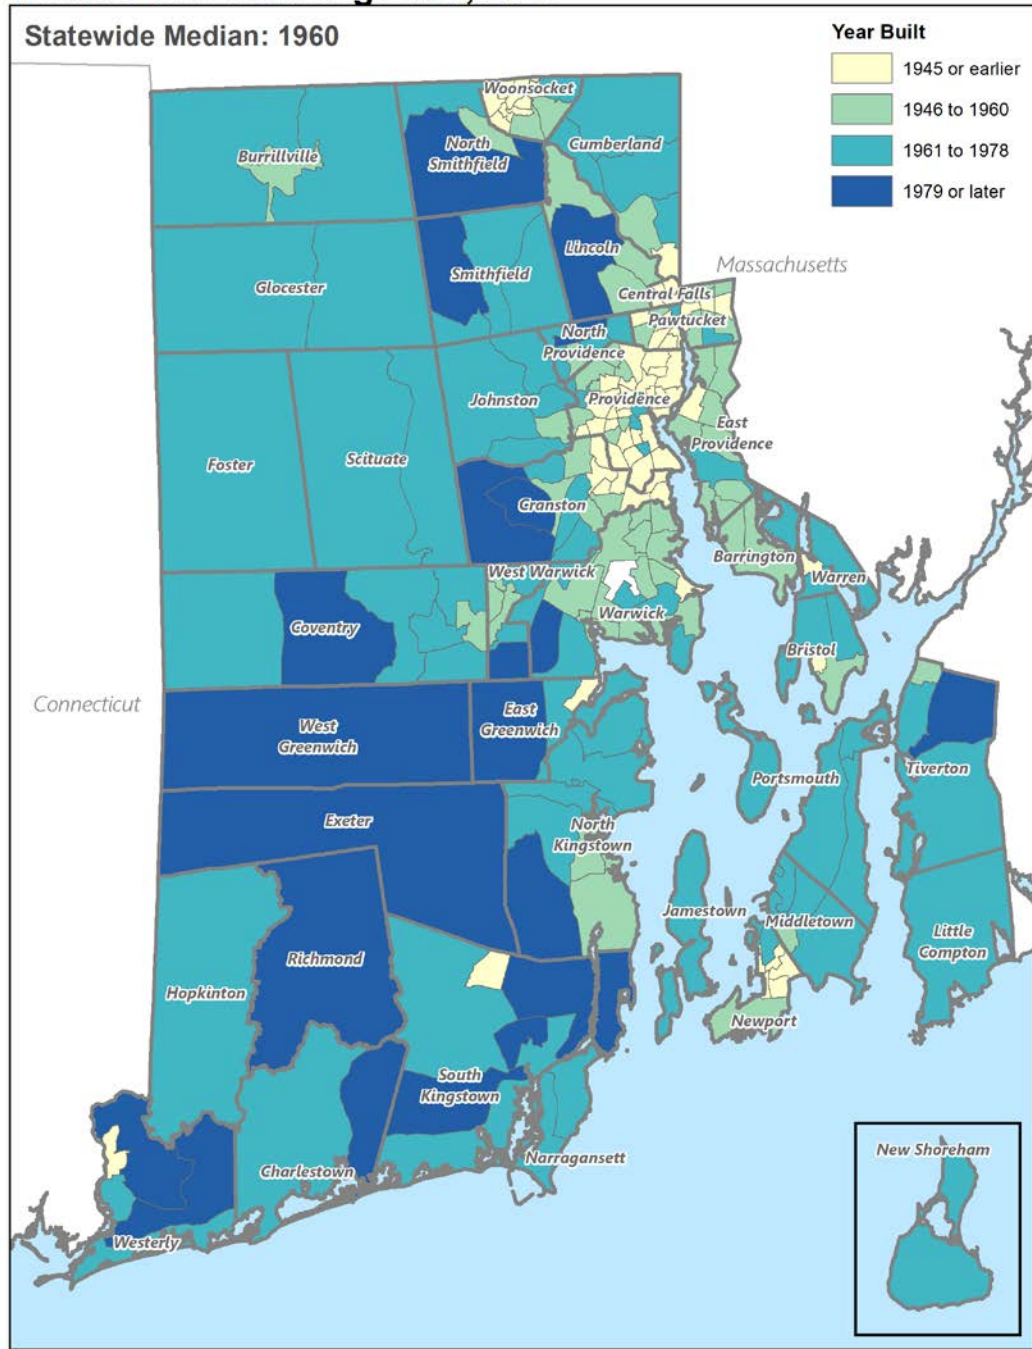 Statewide Median: 1960
Year Built
1945 or earlier
1946 to 1960
1961 to 1978
1979 or later
Woonsocket
Burrillville
North
Smithfield
Cumberland
Lincoln
Massachusetts
Smithfield
Glocester
Central Falls
Pawtucket
North
Providence
Johnston
Providence
East
Providence
Foster
Scituate
Cranston
Barrington
West Warwick
Warren
Warwick
Coventry
Bristol
Connecticut
West
Greenwich
East
Greenwich
Portsmouth
Tiverton
Exeter
North
Kingstown
Jamestown
Middletown
Little
Compton
Richmond
Hopkinton
Newport
South
Kingstown
New Shoreham
Narragansett
Charlestown
Westerly